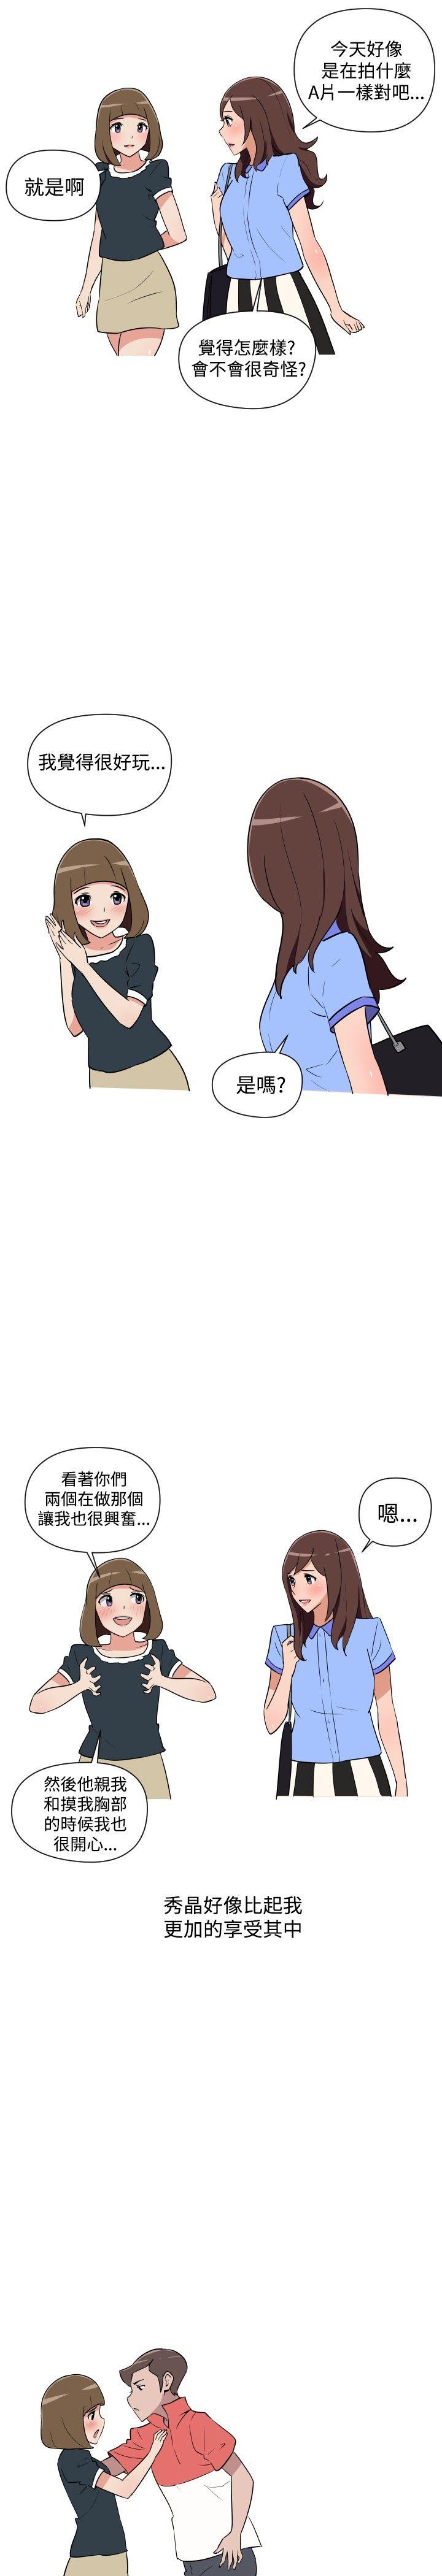 今天好像
是在拍什麼
A片一樣對吧...
就是啊
覺得怎麼樣?
會不會很奇怪?
我覺得很好玩...
是嗎?
看著你們
兩個在做那個
讓我也很興奮...
嗯...
然後他親我
和摸我胸部
的時候我也
很開心...
秀晶好像比起我
更加的享受其中